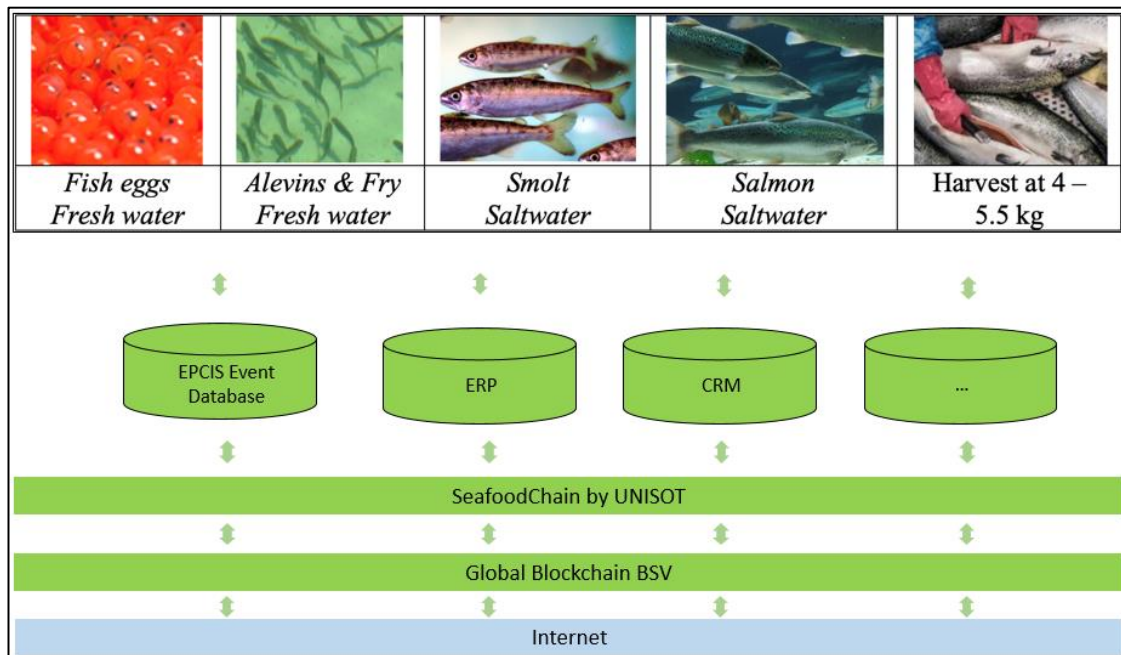 Fish eggs
Fresh water
Alevins & Fry
Fresh water
Smolt
Saltwater
Salmon
Saltwater
Harvest at 4 –
5.5 kg
EPCIS Event
Database
ERP
CRM
...
SeafoodChain by UNISOT
Global Blockchain BSV
Internet